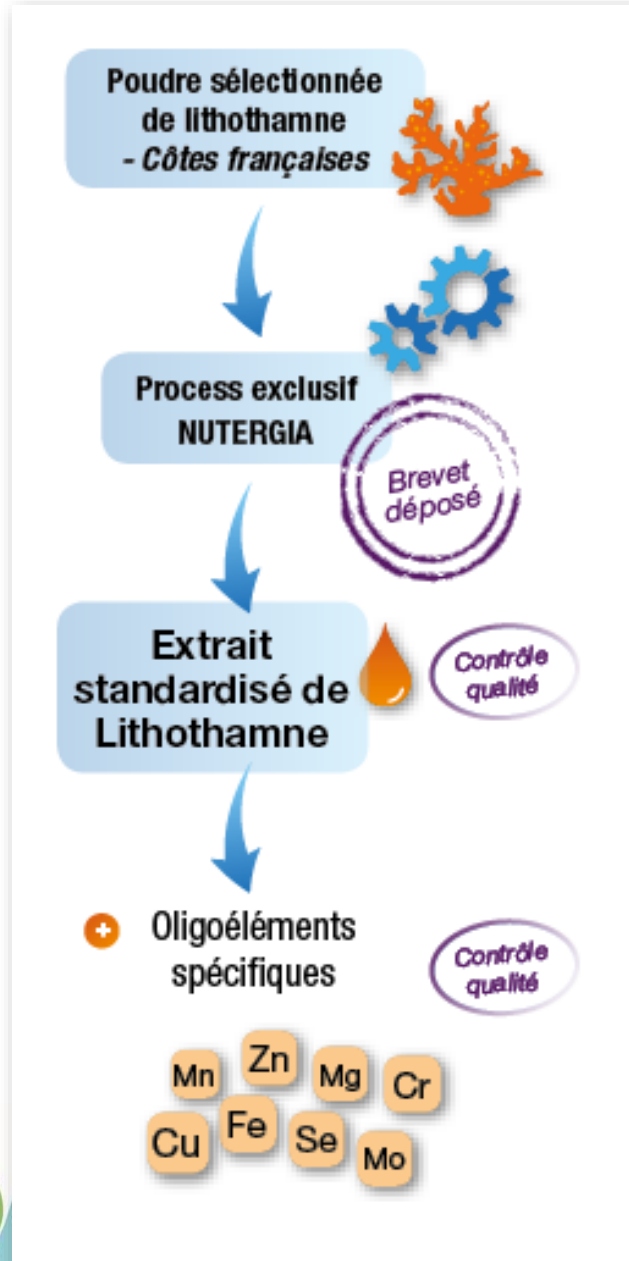 Poudre sélectionnée
de lithothamne
- Côtes françaises
Process exclusif
NUTERGIA
Brevet
déposé
Extrait
standardisé de
Lithothamne
Contrôle
qualité
+ Oligoéléments
spécifiques
Contrôle
qualité
Mn Zn Mg Cr
Cu Fe Se Mo